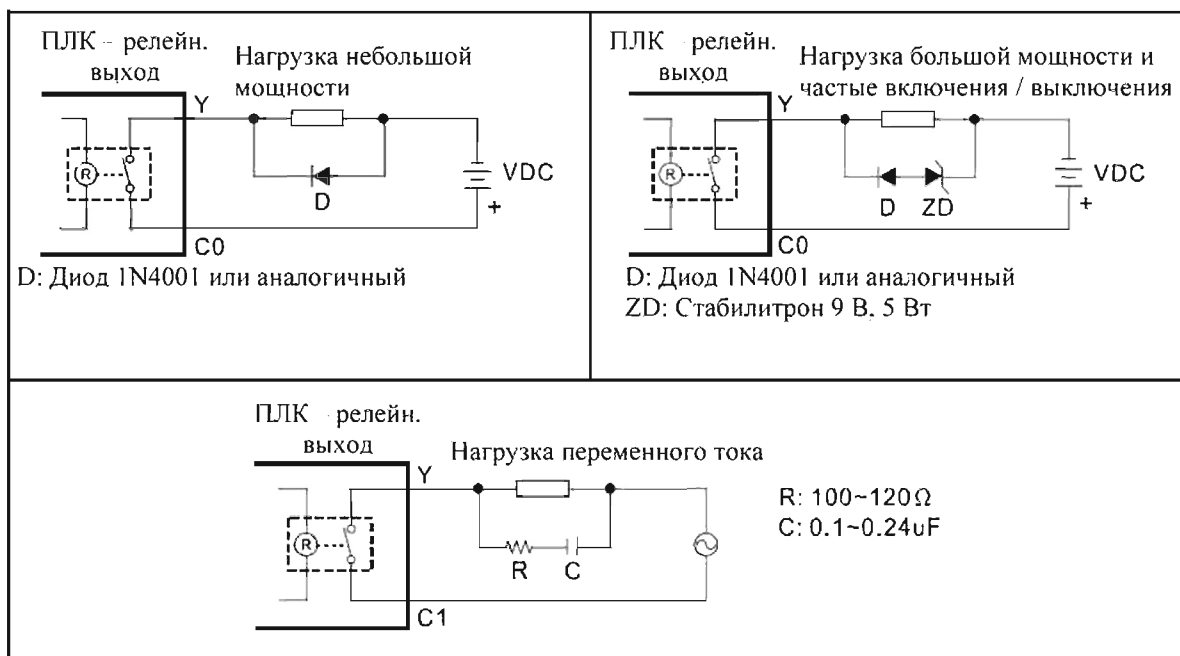 ПЛК - релейн.
выход
Нагрузка небольшой
мощности
Y
R
D
VDC
+
C0
D: Диод 1N4001 или аналогичный
ПЛК релейн.
выход
Нагрузка большой мощности и
частые включения / выключения
Y
R
D ZD
VDC
+
C0
D: Диод 1N4001 или аналогичный
ZD: Стабилитрон 9 В, 5 Вт
ПЛК релейн.
выход
Нагрузка переменного тока
Y
R
R C
C1
R: 100~120Ω
C: 0.1~0.24uF